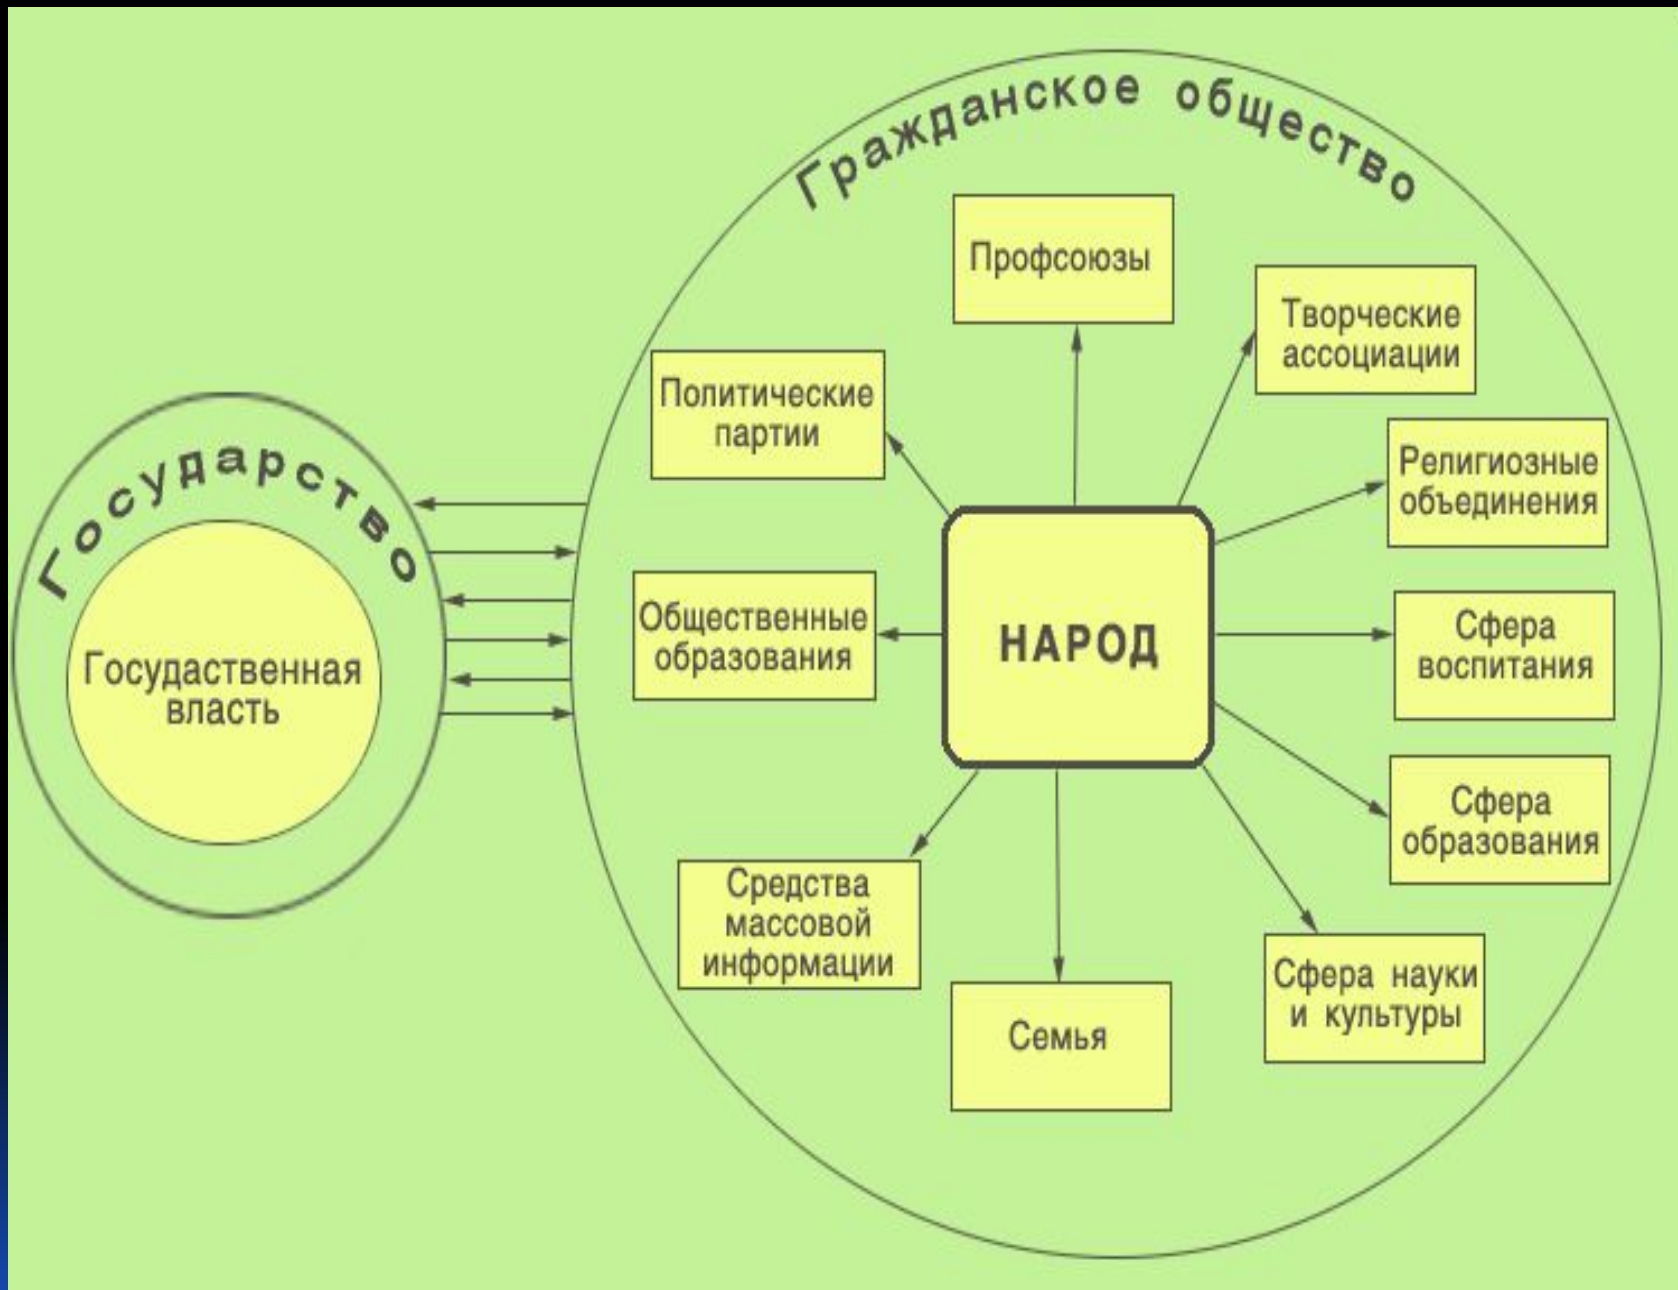 Гражданское общество
Профсоюзы
Творческие
ассоциации
Политические
партии
Религиозные
объединения
Государство
Государственная
власть
Общественные
образования
НАРОД
Сфера
воспитания
Сфера
образования
Средства
массовой
информации
Семья
Сфера науки
и культуры